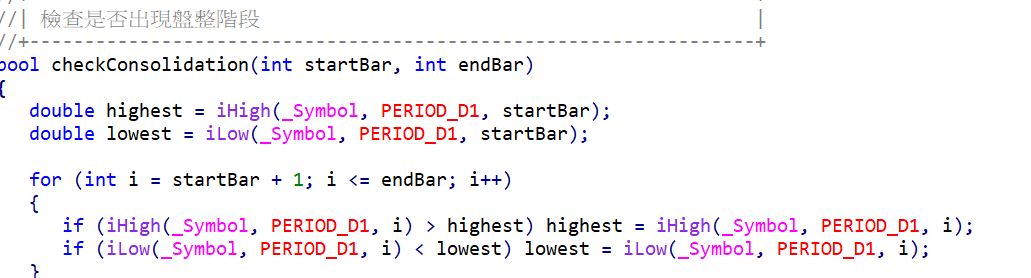 //| 檢查是否出現盤整階段 |
//+------------------------------------------------------------------+
bool checkConsolidation(int startBar, int endBar)
{
double highest = iHigh(_Symbol, PERIOD_D1, startBar);
double lowest = iLow(_Symbol, PERIOD_D1, startBar);
for (int i = startBar + 1; i <= endBar; i++)
{
if (iHigh(_Symbol, PERIOD_D1, i) > highest) highest = iHigh(_Symbol, PERIOD_D1, i);
if (iLow(_Symbol, PERIOD_D1, i) < lowest) lowest = iLow(_Symbol, PERIOD_D1, i);
}